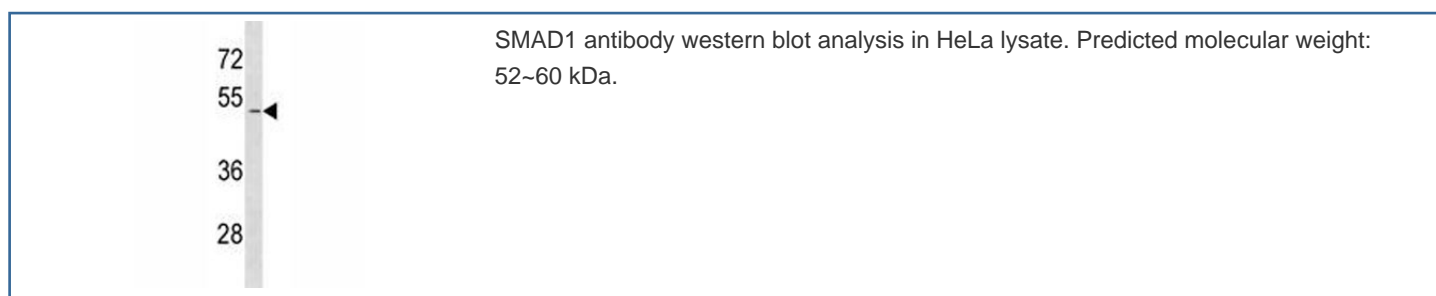 72
55
36
28
SMAD1 antibody western blot analysis in HeLa lysate. Predicted molecular weight:
52~60 kDa.